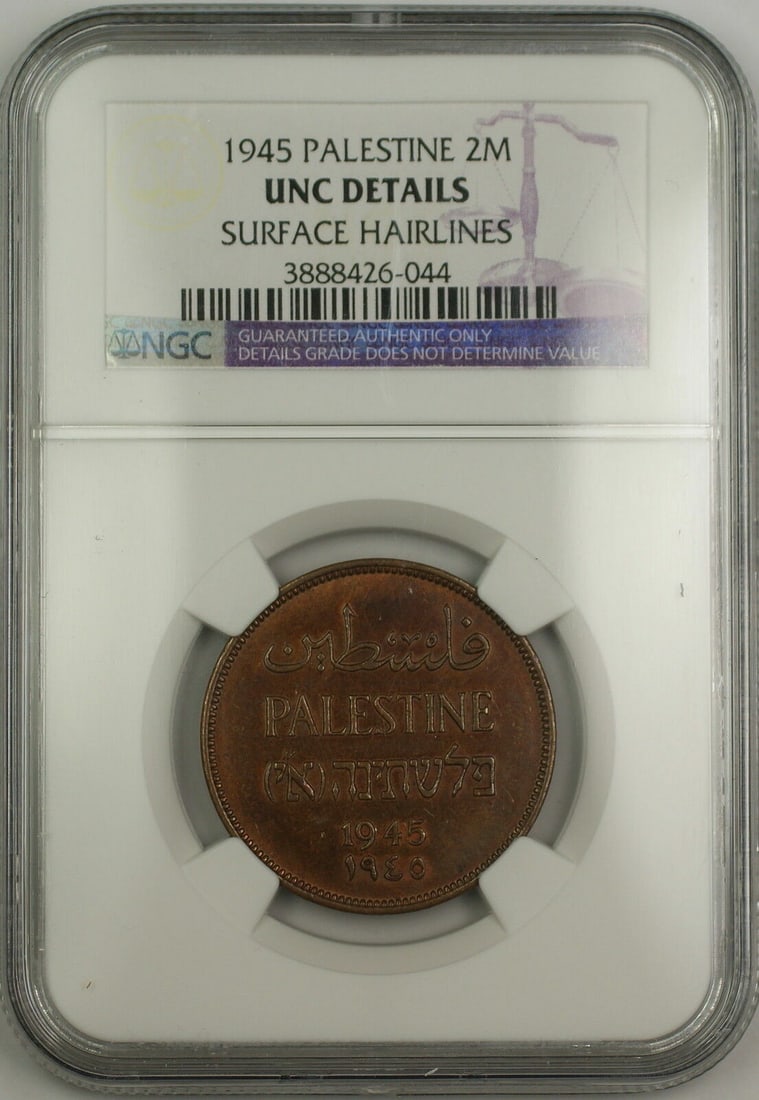 1945 PALESTINE 2M
UNC DETAILS
SURFACE HAIRLINES
3888426-044
NGC
GUARANTEED AUTHENTIC ONLY
DETAILS GRADE DOES NOT DETERMINE VALUE
فلسطين
PALESTINE
פלשתינה (א״י)
1945
١٩٤٥